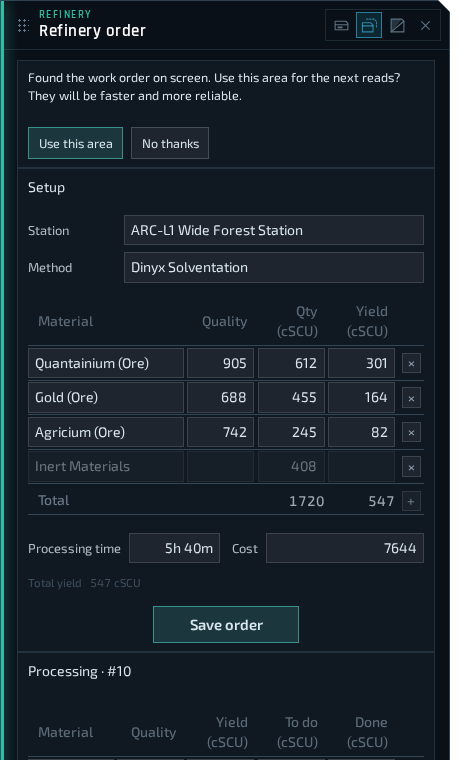 REFINERY
Refinery order
Found the work order on screen. Use this area for the next reads?
They will be faster and more reliable.
Use this area
No thanks
Setup
Station ARC-L1 Wide Forest Station
Method Dinyx Solventation
Material Quality Qty (cSCU) Yield (cSCU)
Quantainium (Ore) 905 612 301 ×
Gold (Ore) 688 455 164 ×
Agricium (Ore) 742 245 82 ×
Inert Materials 408 ×
Total 1720 547 +
Processing time 5h 40m Cost 7644
Total yield · 547 cSCU
Save order
Processing · #10
Material Quality Yield (cSCU) To do (cSCU) Done (cSCU)